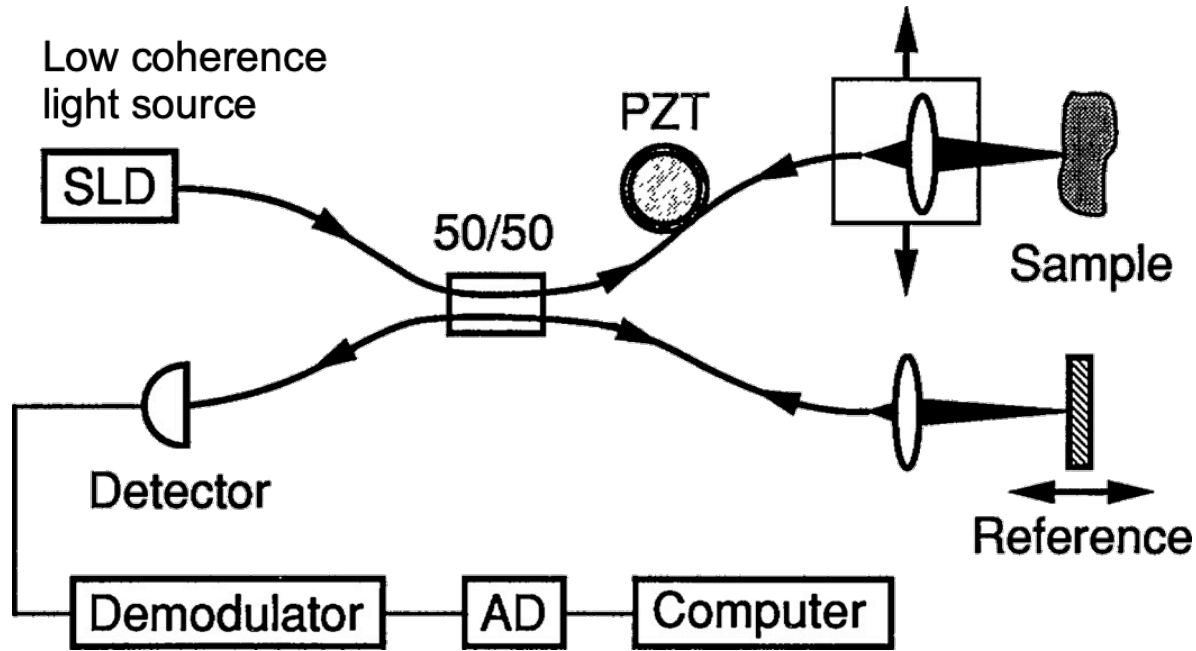 Low coherence
light source
SLD
PZT
50/50
Sample
Detector
Reference
Demodulator
AD
Computer